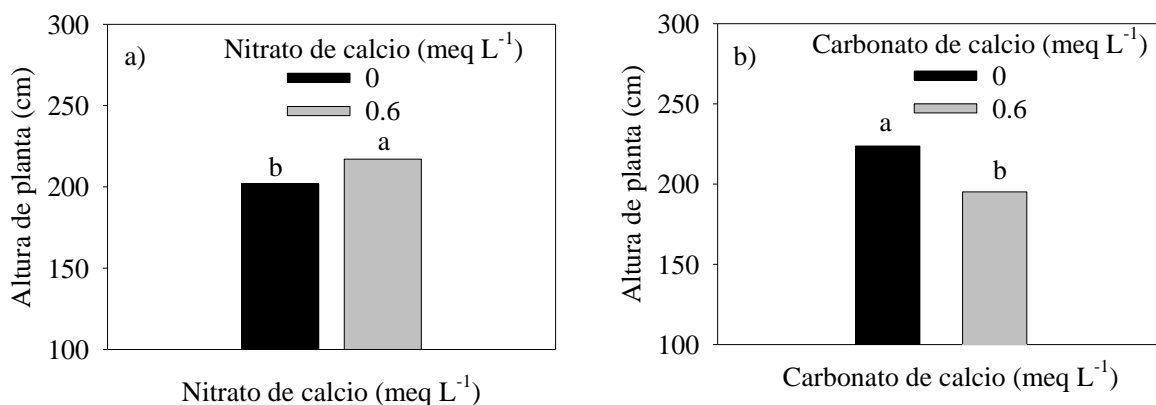 300
250
200
150
100
Altura de planta (cm)
a)
Nitrato de calcio (meq L⁻¹)
0
0.6
b
a
Nitrato de calcio (meq L⁻¹)
300
250
200
150
100
Altura de planta (cm)
b)
Carbonato de calcio (meq L⁻¹)
0
0.6
a
b
Carbonato de calcio (meq L⁻¹)